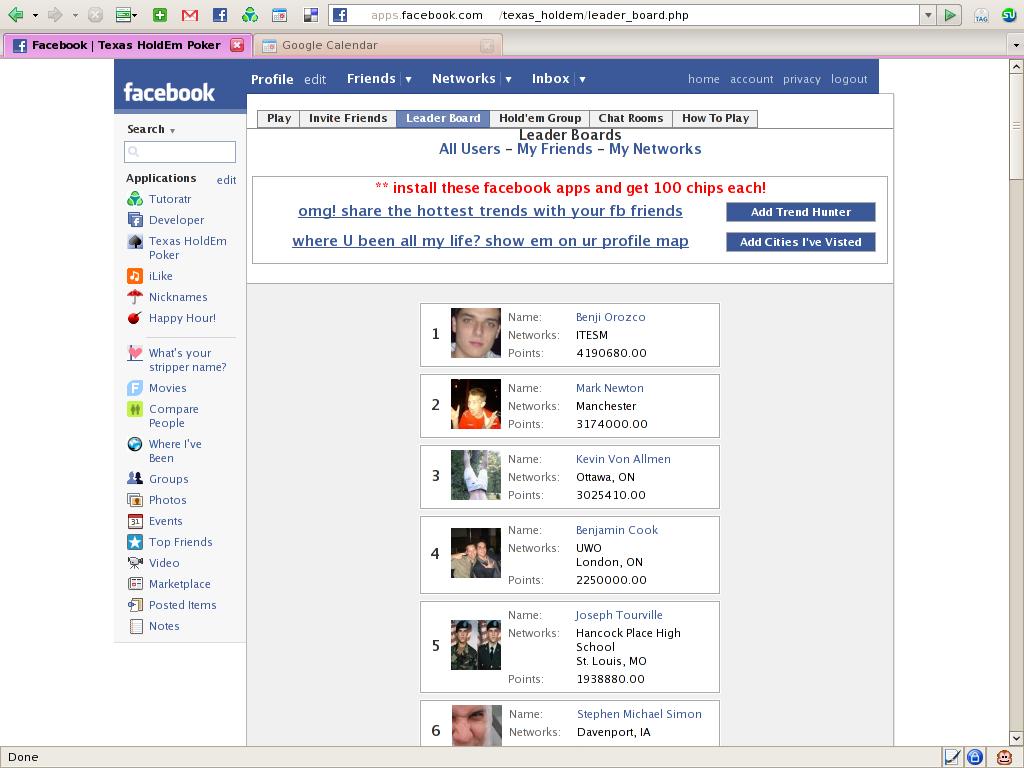 apps.facebook.com /texas_holdem/leader_board.php
TAG
Facebook | Texas HoldEm Poker
Google Calendar
facebook
Profile edit Friends Networks Inbox home account privacy logout
Search
Applications edit
Tutoratr
Developer
Texas HoldEm
Poker
iLike
Nicknames
Happy Hour!
What's your
stripper name?
Movies
Compare
People
Where I've
Been
Groups
Photos
31
Events
Top Friends
Video
Marketplace
Posted Items
Notes
Play Invite Friends Leader Board Hold'em Group Chat Rooms How To Play
Leader Boards
All Users - My Friends - My Networks
** install these facebook apps and get 100 chips each!
omg! share the hottest trends with your fb friends Add Trend Hunter
where U been all my life? show em on ur profile map Add Cities I've Visted
1
Name: Benji Orozco
Networks: ITESM
Points: 4190680.00
2
Name: Mark Newton
Networks: Manchester
Points: 3174000.00
3
Name: Kevin Von Allmen
Networks: Ottawa, ON
Points: 3025410.00
4
Name: Benjamin Cook
Networks: UWO
London, ON
Points: 2250000.00
5
Name: Joseph Tourville
Networks: Hancock Place High
School
St. Louis, MO
Points: 1938880.00
6
Name: Stephen Michael Simon
Networks: Davenport, IA
Done